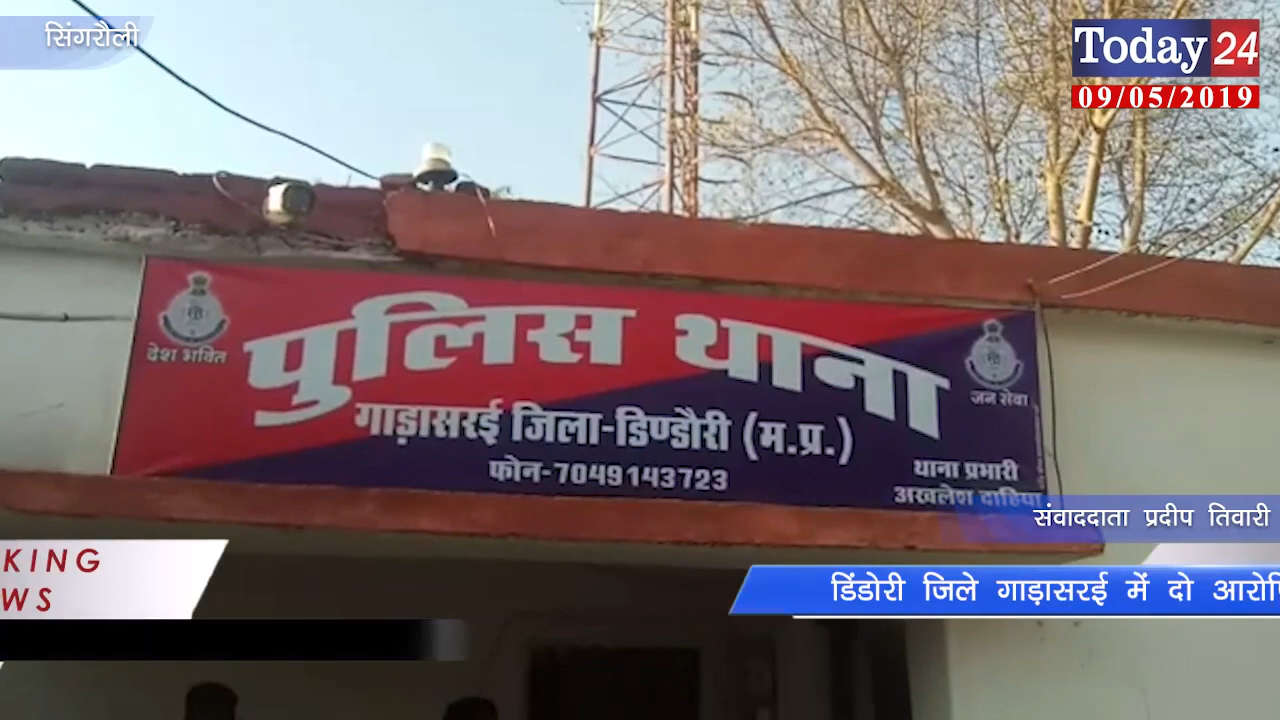 सिंगरौली
Today 24
09/05/2019
देश भक्ति
पुलिस थाना
जन सेवा
गाड़ासरई जिला-डिण्डौरी (म.प्र.)
फोन-7049143723
थाना प्रभारी
अखलेश दाहिया
संवाददाता प्रदीप तिवारी
KING
WS
डिंडोरी जिले गाड़ासरई में दो